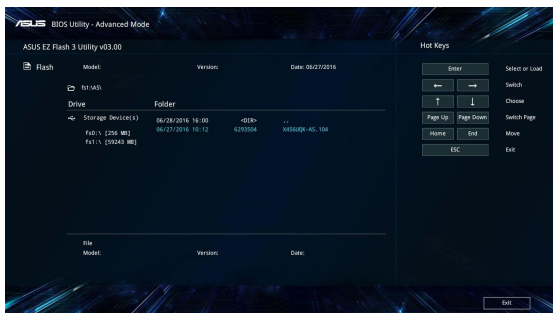 ASUS BIOS Utility - Advanced Mode
ASUS EZ Flash 3 Utility v03.00
Hot Keys
Flash Model: Version: Date: 06/27/2016
fs1:\AS\
Drive Folder
Storage Device(s) 06/28/2016 16:00 <DIR> ..
fs0:\ [256 MB] 06/27/2016 10:12 6293504 X456UQK-AS.104
fs1:\ [59243 MB]
Enter Select or Load
← → Switch
↑ ↓ Choose
Page Up Page Down Switch Page
Home End Move
ESC Exit
File
Model: Version: Date:
Exit